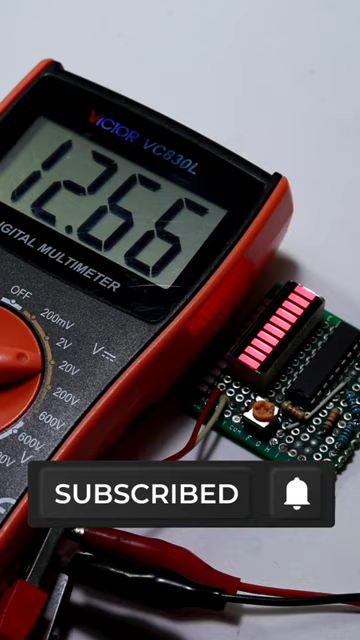 VICTOR VC830L
12.66
DIGITAL MULTIMETER
OFF
200mV
2V
20V
200V
600V
600V
V
SUBSCRIBED